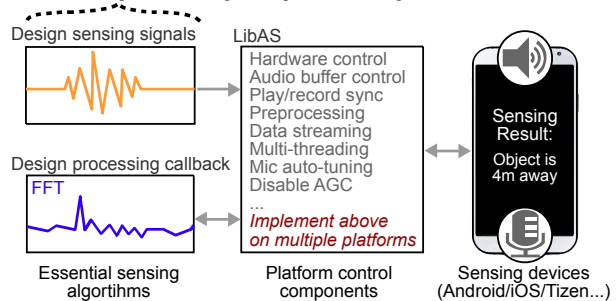 Design sensing signals
LibAS
Hardware control
Audio buffer control
Play/record sync
Preprocessing
Data streaming
Multi-threading
Mic auto-tuning
Disable AGC
...
Implement above
on multiple platforms
Design processing callback
FFT
Sensing
Result:
Object is
4m away
Essential sensing
algortihms
Platform control
components
Sensing devices
(Android/iOS/Tizen...)